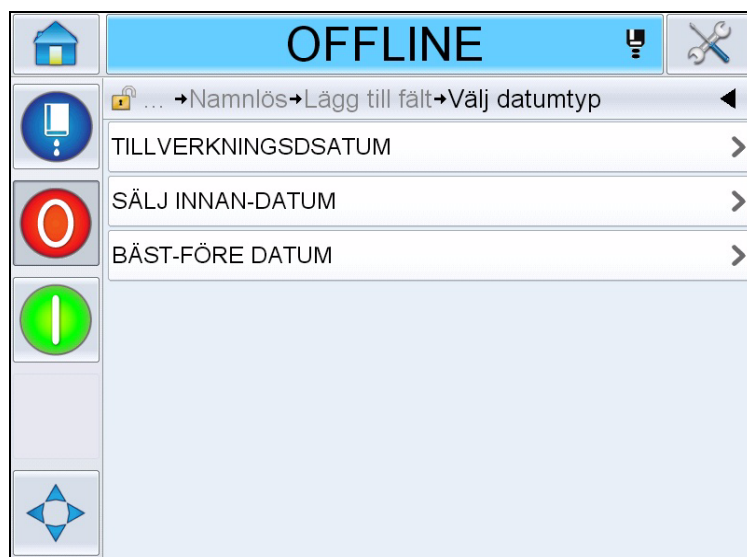 OFFLINE
... →Namnlös→Lägg till fält→Välj datumtyp
TILLVERKNINGSDSATUM
SÄLJ INNAN-DATUM
BÄST-FÖRE DATUM